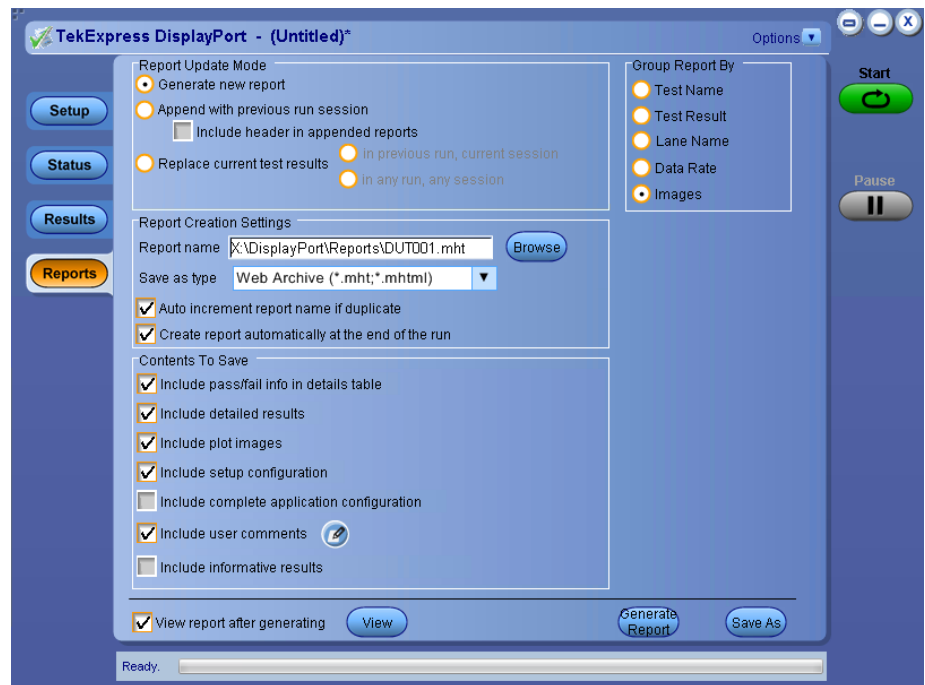 TekExpress DisplayPort - (Untitled)*
Options
Setup
Status
Results
Reports
Report Update Mode
Generate new report
Append with previous run session
Include header in appended reports
Replace current test results
in previous run, current session
in any run, any session
Group Report By
Test Name
Test Result
Lane Name
Data Rate
Images
Start
Pause
Report Creation Settings
Report name X:\DisplayPort\Reports\DUT001.mht Browse
Save as type Web Archive (*.mht;*.mhtml)
Auto increment report name if duplicate
Create report automatically at the end of the run
Contents To Save
Include pass/fail info in details table
Include detailed results
Include plot images
Include setup configuration
Include complete application configuration
Include user comments
Include informative results
View report after generating View
Generate
Report
Save As
Ready.